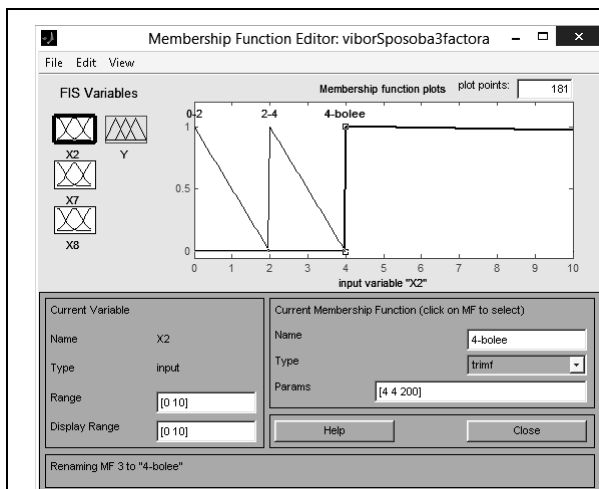 Membership Function Editor: viborSposoba3factora
File Edit View
FIS Variables
Membership function plots
plot points: 181
X2
Y
X7
X8
0-2 2-4 4-bolee
1
0.5
0
0 1 2 3 4 5 6 7 8 9 10
input variable "X2"
Current Variable
Name X2
Type input
Range [0 10]
Display Range [0 10]
Current Membership Function (click on MF to select)
Name 4-bolee
Type trimf
Params [4 4 200]
Help Close
Renaming MF 3 to "4-bolee"